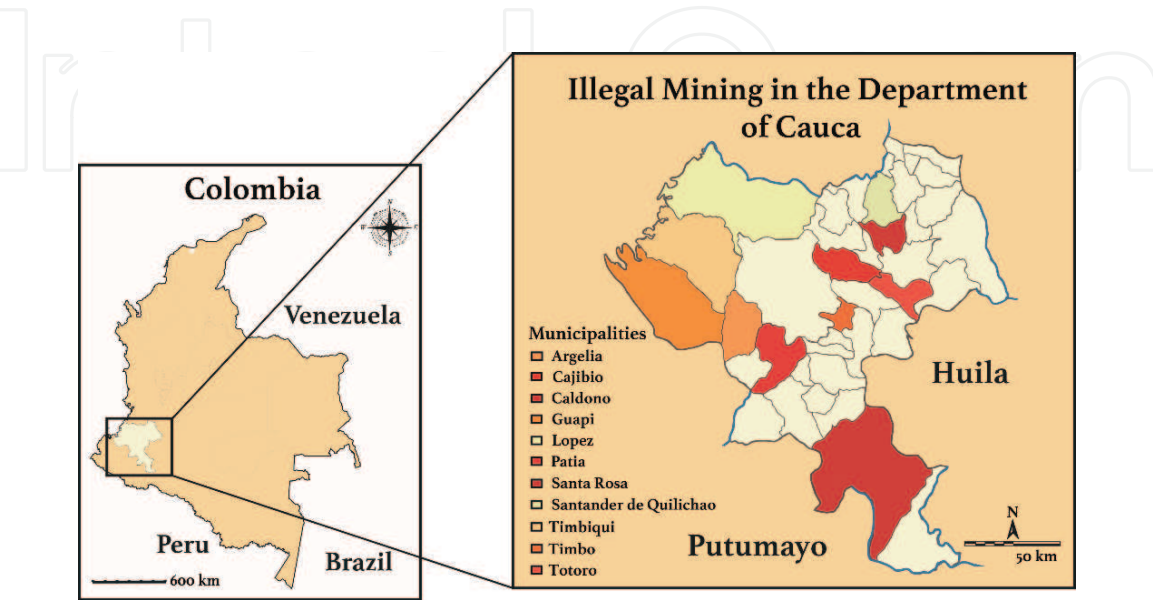 Colombia
N
W
E
S
Venezuela
Peru
Brazil
600 km
Illegal Mining in the Department
of Cauca
Municipalities
Argelia
Cajibio
Caldono
Guapi
Lopez
Patia
Santa Rosa
Santander de Quilichao
Timbiqui
Timbo
Totoro
Huila
Putumayo
N
50 km